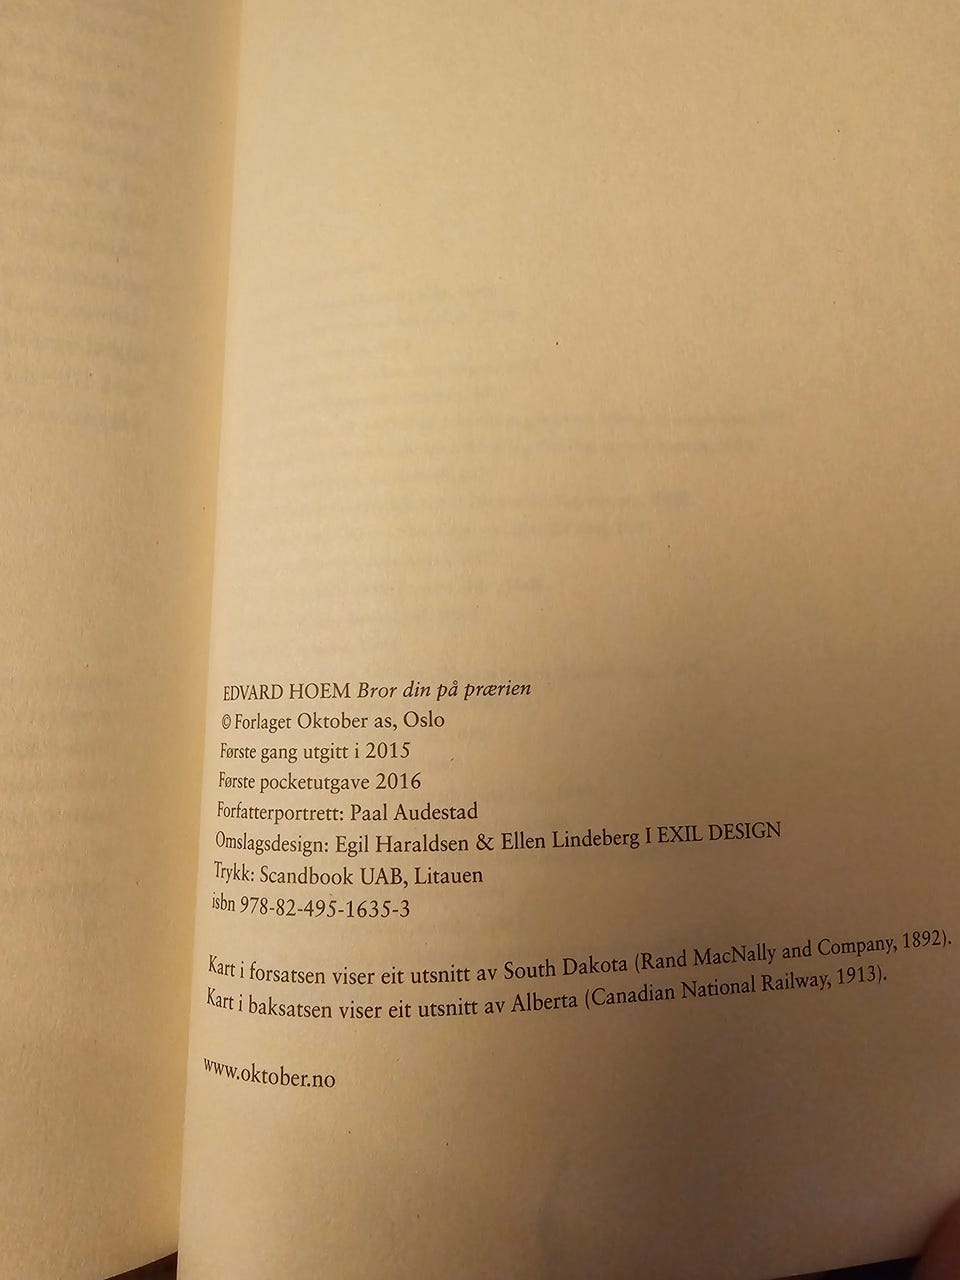 EDVARD HOEM Bror din på prærien
© Forlaget Oktober as, Oslo
Første gang utgitt i 2015
Første pocketutgave 2016
Forfatterportrett: Paal Audestad
Omslagsdesign: Egil Haraldsen & Ellen Lindeberg I EXIL DESIGN
Trykk: Scandbook UAB, Litauen
isbn 978-82-495-1635-3
Kart i forsatsen viser eit utsnitt av South Dakota (Rand MacNally and Company, 1892).
Kart i baksatsen viser eit utsnitt av Alberta (Canadian National Railway, 1913).
www.oktober.no